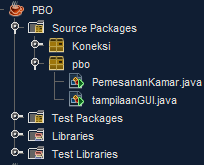 PBO
Source Packages
Koneksi
pbo
PemesananKamar.java
tampilaanGUI.java
Test Packages
Libraries
Test Libraries